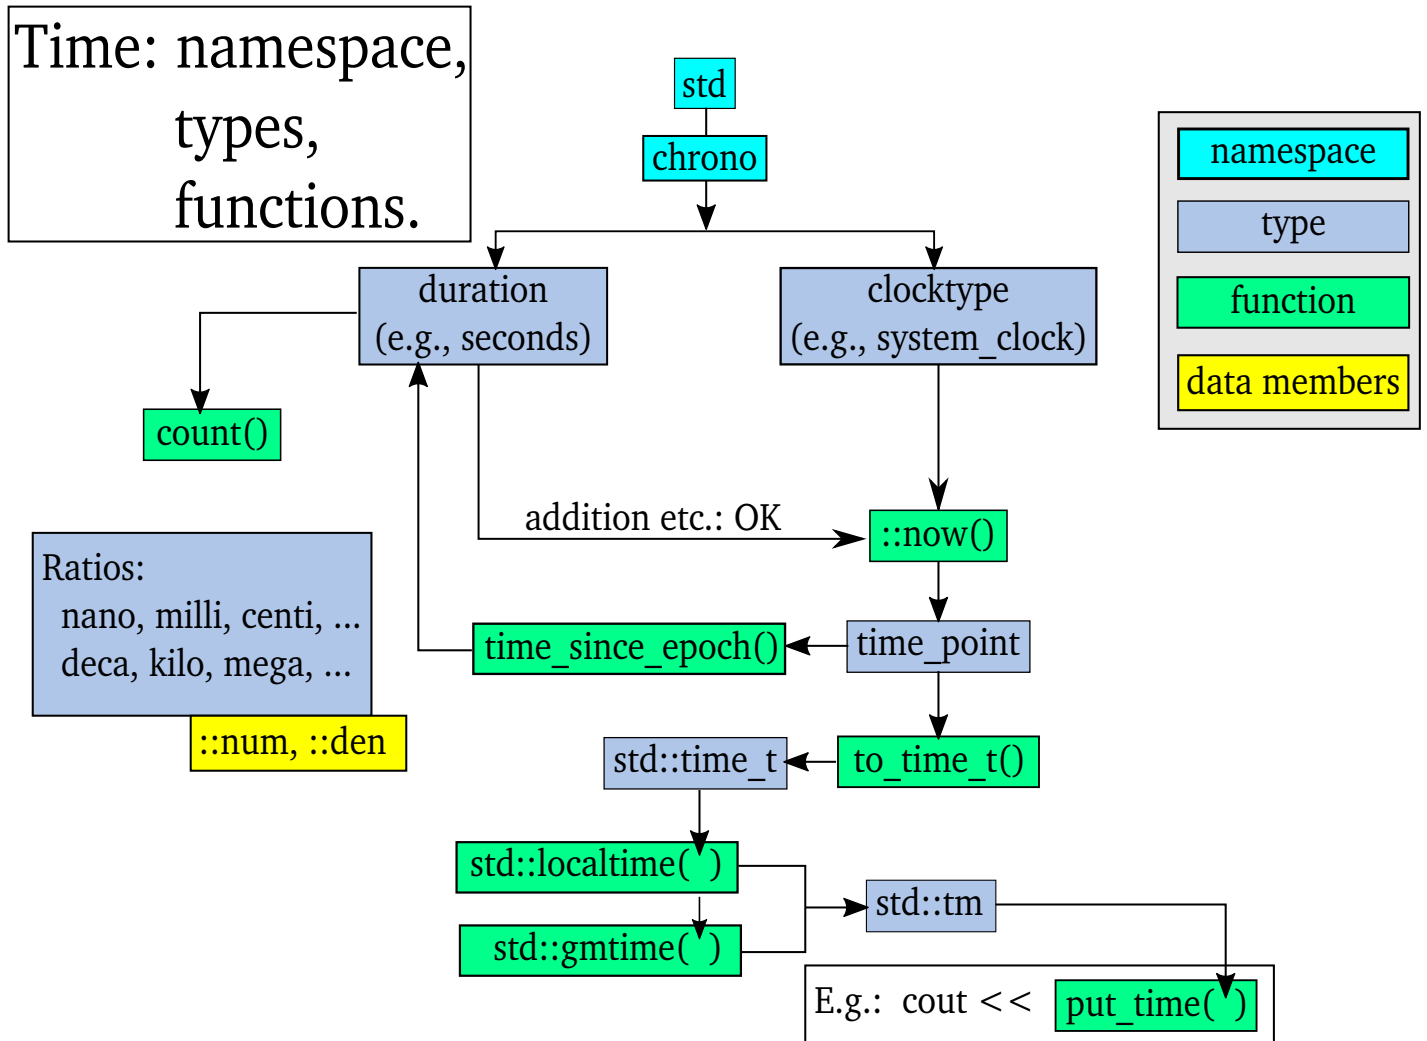 Time: namespace,
types,
functions.
std
chrono
namespace
type
function
data members
duration
(e.g., seconds)
clocktype
(e.g., system_clock)
count()
addition etc.: OK
::now()
Ratios:
nano, milli, centi, ...
deca, kilo, mega, ...
::num, ::den
time_since_epoch()
time_point
std::time_t
to_time_t()
std::localtime( )
std::gmtime( )
std::tm
E.g.: cout << put_time( )